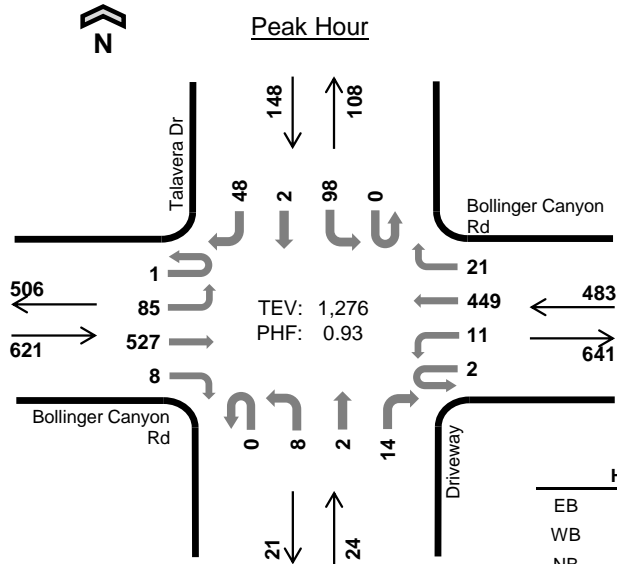 N
Peak Hour
148
108
Talavera Dr
48
2
98
0
Bollinger Canyon
Rd
1
85
527
8
TEV: 1,276
PHF: 0.93
21
449
11
2
506
621
483
641
Bollinger Canyon
Rd
0
8
2
14
Driveway
21
24
EB
WB